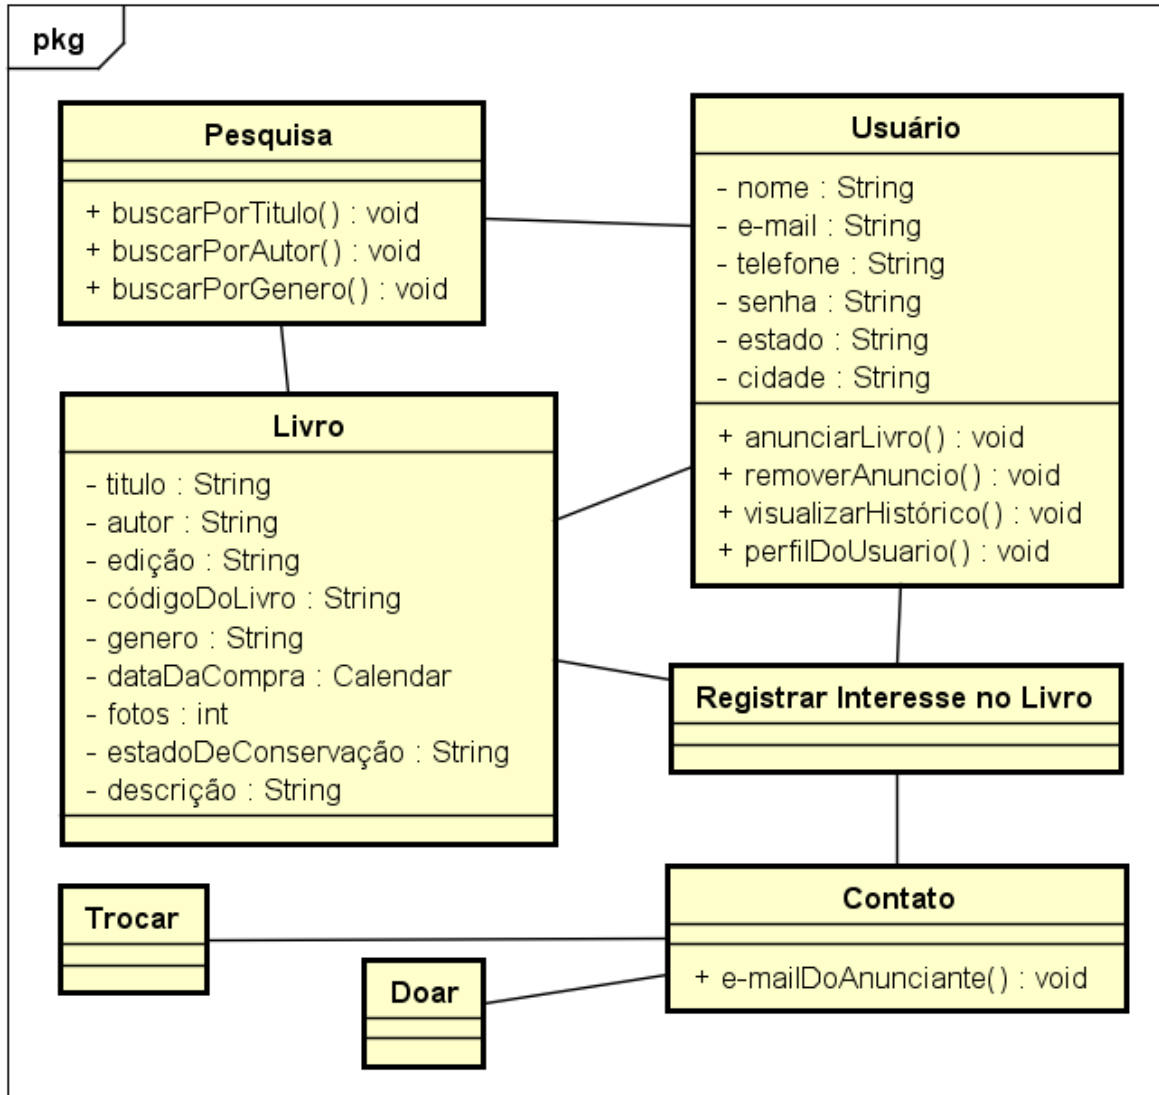 pkg
Pesquisa
+ buscarPorTitulo() : void
+ buscarPorAutor() : void
+ buscarPorGenero() : void
Usuário
- nome : String
- e-mail : String
- telefone : String
- senha : String
- estado : String
- cidade : String
+ anunciarLivro() : void
+ removerAnuncio() : void
+ visualizarHistórico() : void
+ perfilDoUsuario() : void
Livro
- titulo : String
- autor : String
- edição : String
- códigoDoLivro : String
- genero : String
- dataDaCompra : Calendar
- fotos : int
- estadoDeConservação : String
- descrição : String
Registrar Interesse no Livro
Contato
+ e-mailDoAnunciante() : void
Trocar
Doar